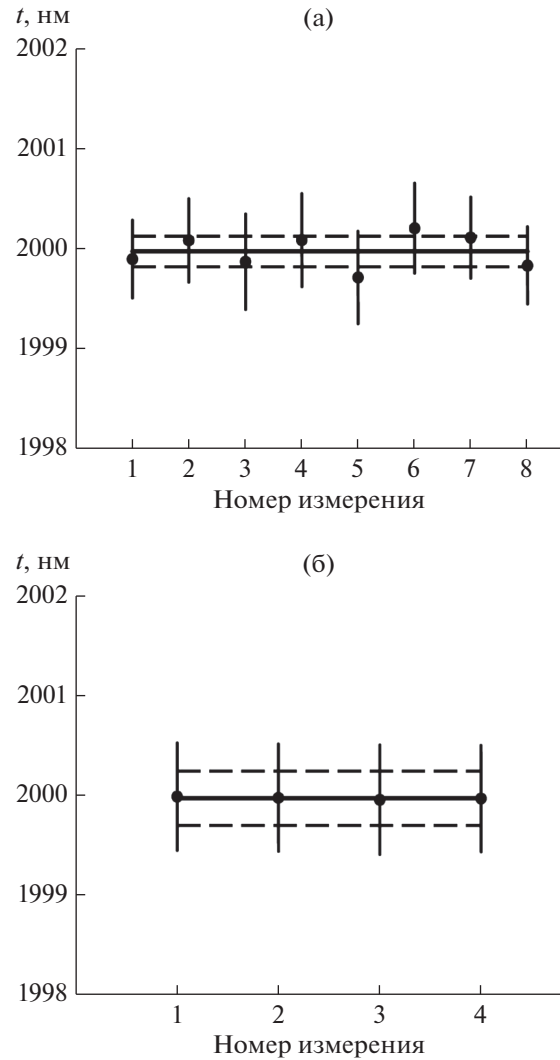 t, нм
(а)
2002
2001
2000
1999
1998
1 2 3 4 5 6 7 8
Номер измерения
t, нм
(б)
2002
2001
2000
1999
1998
1 2 3 4
Номер измерения